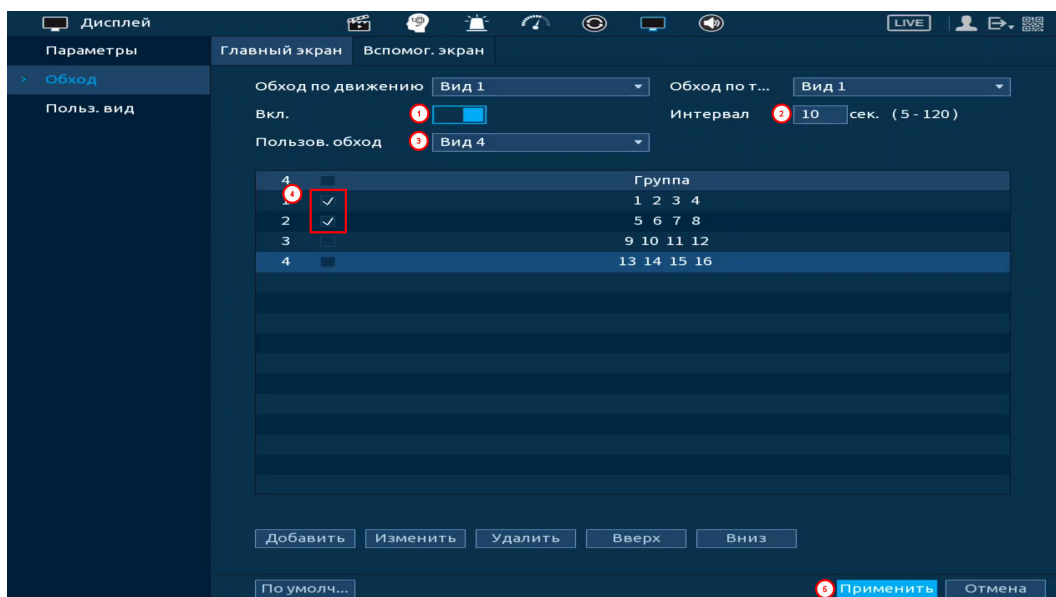 Дисплей LIVE
Параметры Главный экран Вспомог. экран
> Обход
Обход по движению Вид 1 Обход по т... Вид 1
Польз. вид
Вкл. 1 Интервал 2 10 сек. (5-120)
Пользов. обход 3 Вид 4
4 Группа
4
1 1 2 3 4
2 5 6 7 8
3 9 10 11 12
4 13 14 15 16
Добавить Изменить Удалить Вверх Вниз
По умолч... 5 Применить Отмена